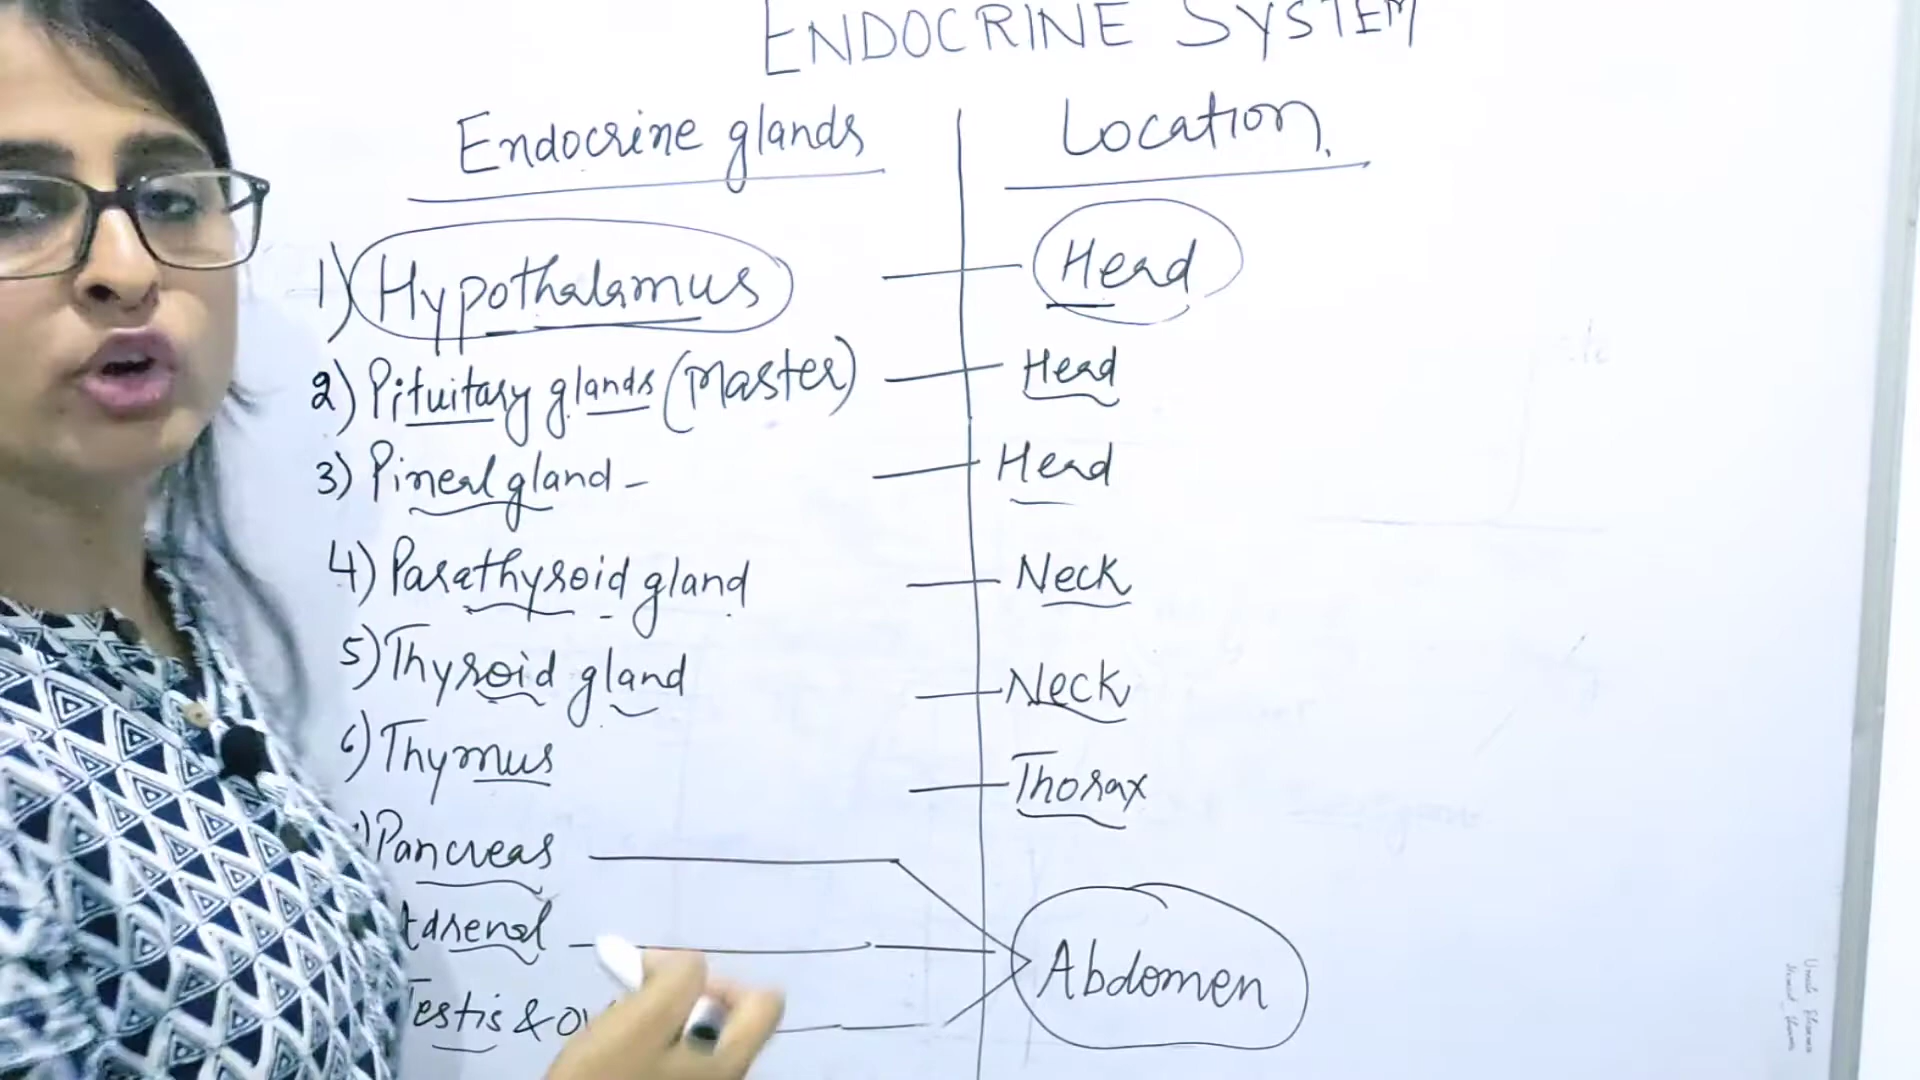 ENDOCRINE SYSTEM
Endocrine glands Location
1) Hypothalamus Head
2) Pituitary glands (Master) Head
3) Pineal gland - Head
4) Parathyroid gland Neck
5) Thyroid gland Neck
6) Thymus Thorax
) Pancreas
Adrenal
Abdomen
Testis & ov